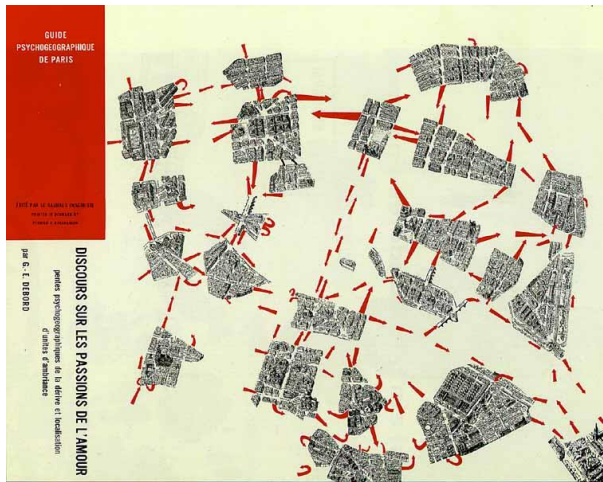 GUIDE
PSYCHOGEOGRAPHIQUE
DE PARIS
DISCOURS SUR LES PASSIONS DE L'AMOUR
pentes psychogeographiques de la dérive et localisation
d'unites d'ambiance
par G.-E. DEBORD